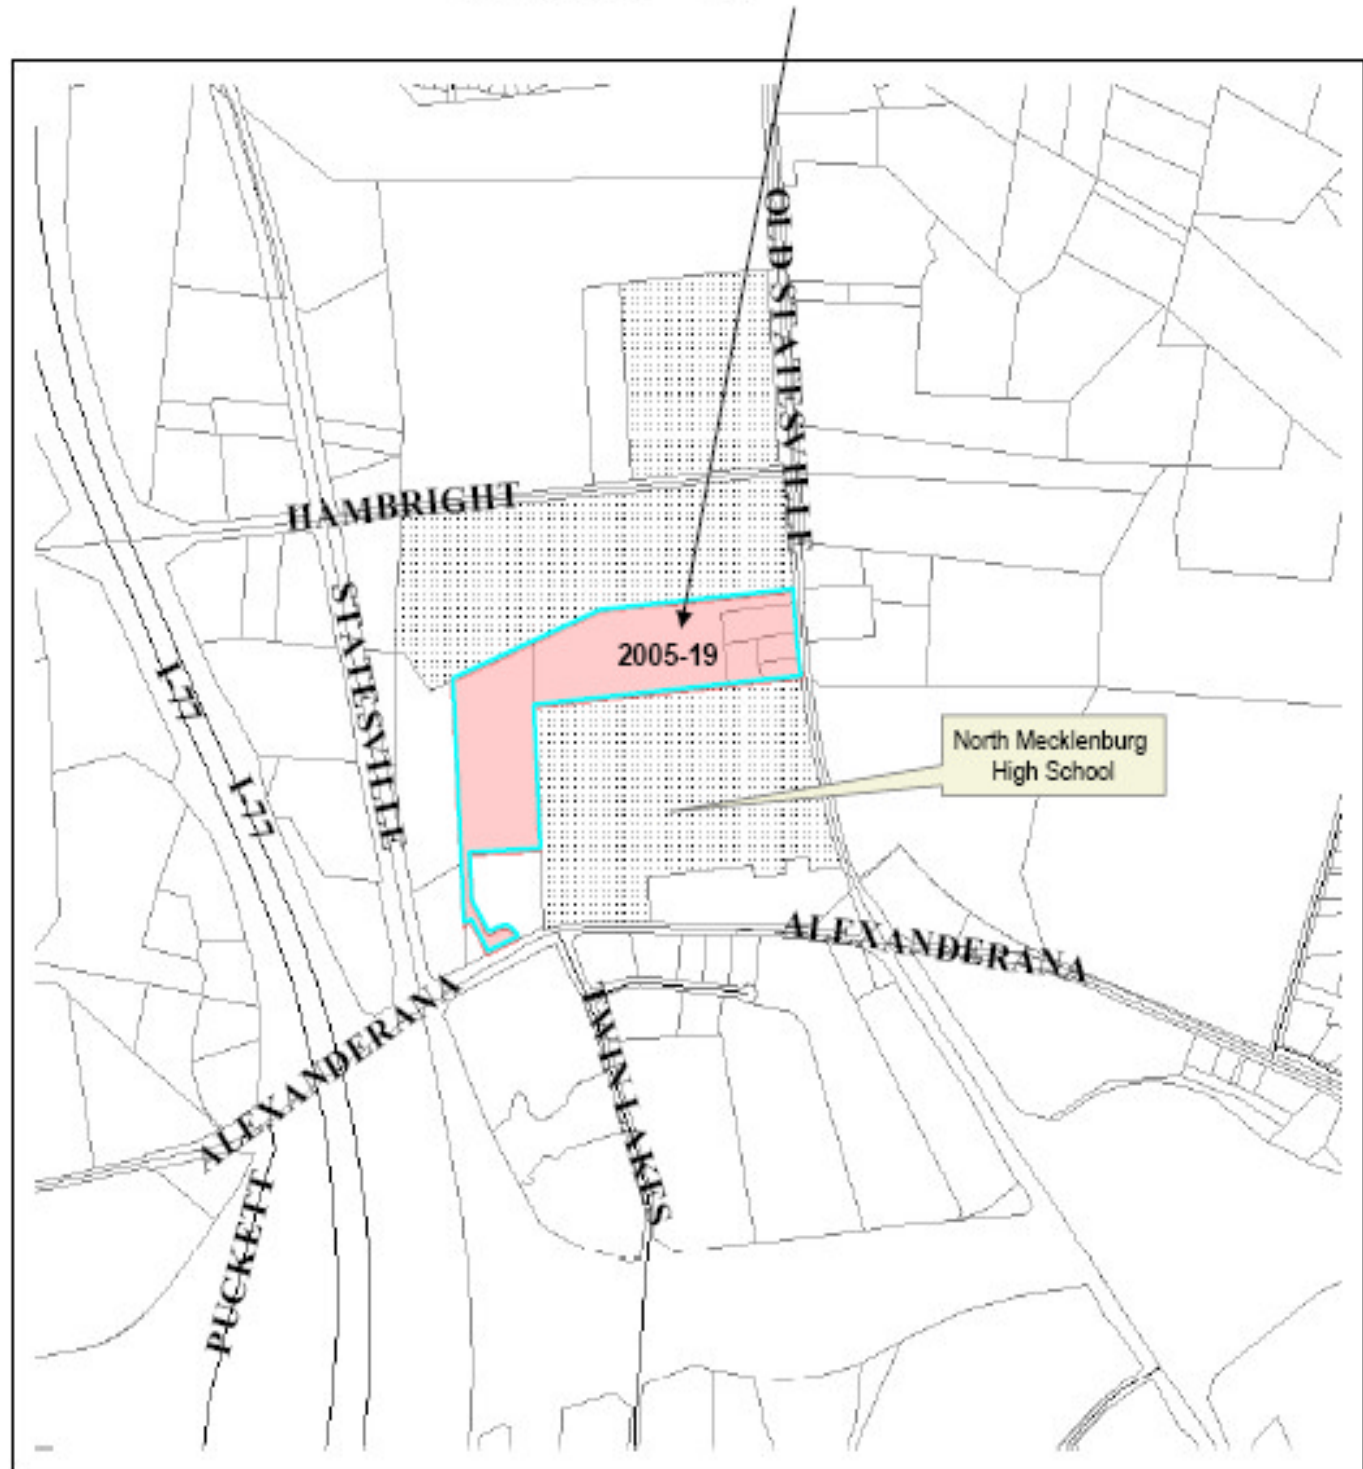 OLD STATESVILLE
HAMBRIGHT
STATESVILLE
2005-19
I-77
I-77
North Mecklenburg
High School
ALEXANDERANA
ALEXANDERANA
TWIN LAKES
PUCKETT